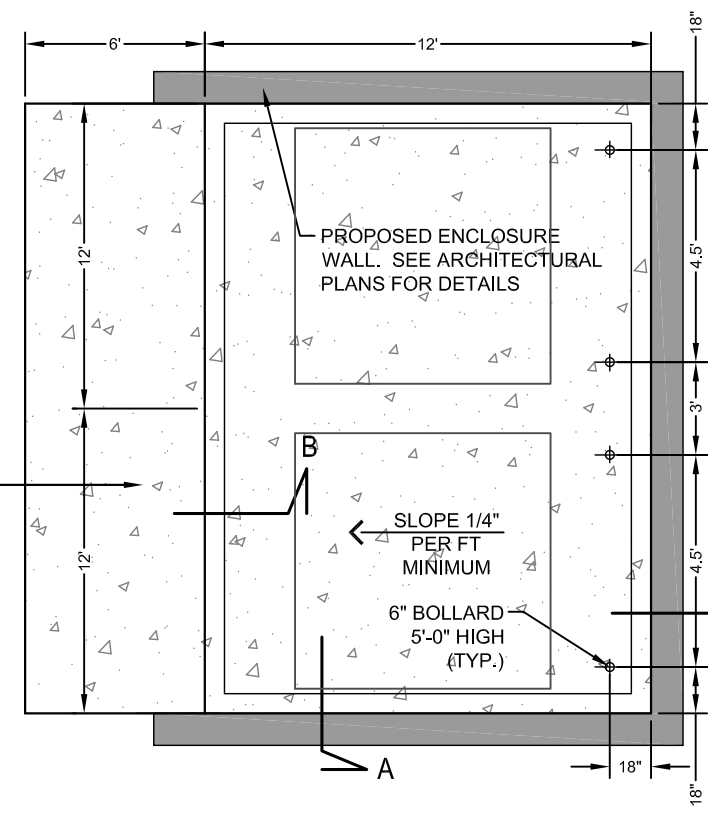 6'
12'
18"
PROPOSED ENCLOSURE
WALL. SEE ARCHITECTURAL
PLANS FOR DETAILS
12'
4.5'
3'
B
SLOPE 1/4"
PER FT
MINIMUM
12'
4.5'
6" BOLLARD
5'-0" HIGH
(TYP.)
A
18"
18"